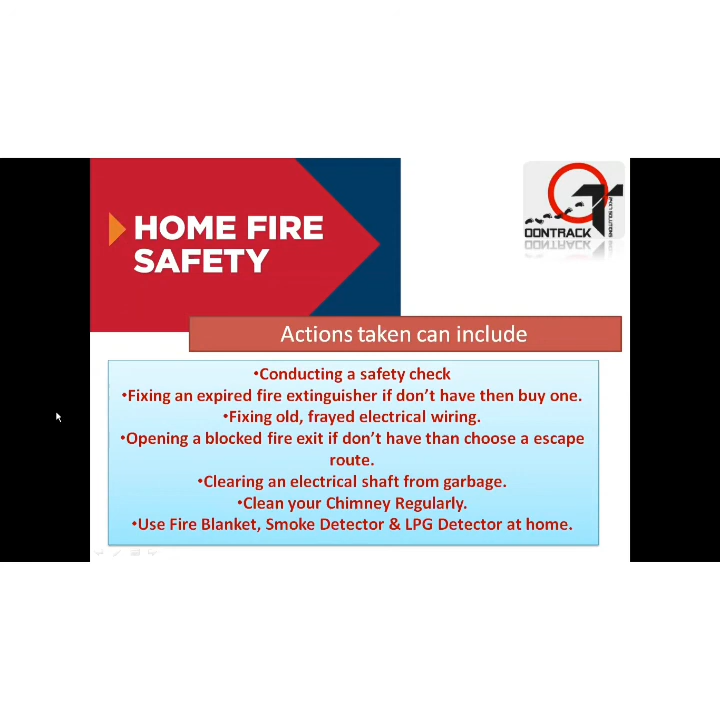 HOME FIRE
SAFETY
OONTRACK
Actions taken can include
•Conducting a safety check
•Fixing an expired fire extinguisher if don't have then buy one.
•Fixing old, frayed electrical wiring.
•Opening a blocked fire exit if don't have than choose a escape
route.
•Clearing an electrical shaft from garbage.
•Clean your Chimney Regularly.
•Use Fire Blanket, Smoke Detector & LPG Detector at home.